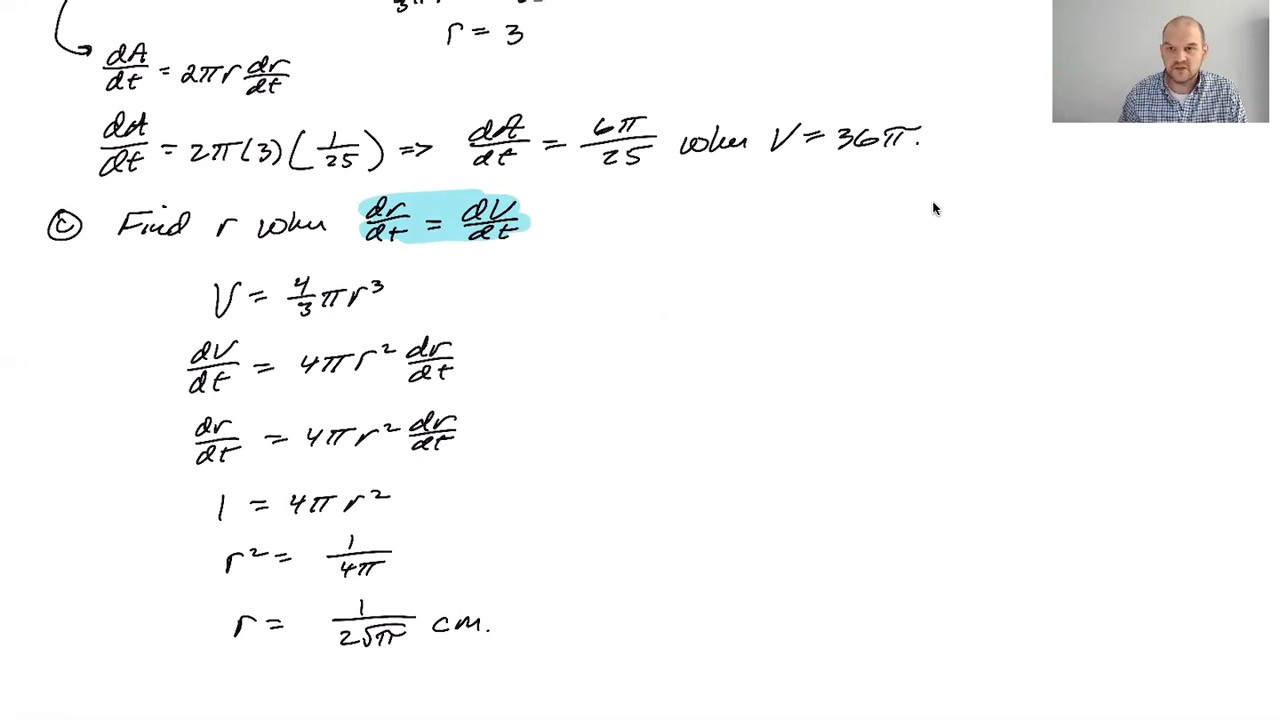 r = 3
dA/dt = 2πr dr/dt
dA/dt = 2π(3)(1/25) => dA/dt = 6π/25 when V = 36π.
ⓒ Find r when dr/dt = dV/dt
V = 4/3 πr³
dV/dt = 4πr² dr/dt
dr/dt = 4πr² dr/dt
1 = 4πr²
r² = 1/4π
r = 1/2√π cm.